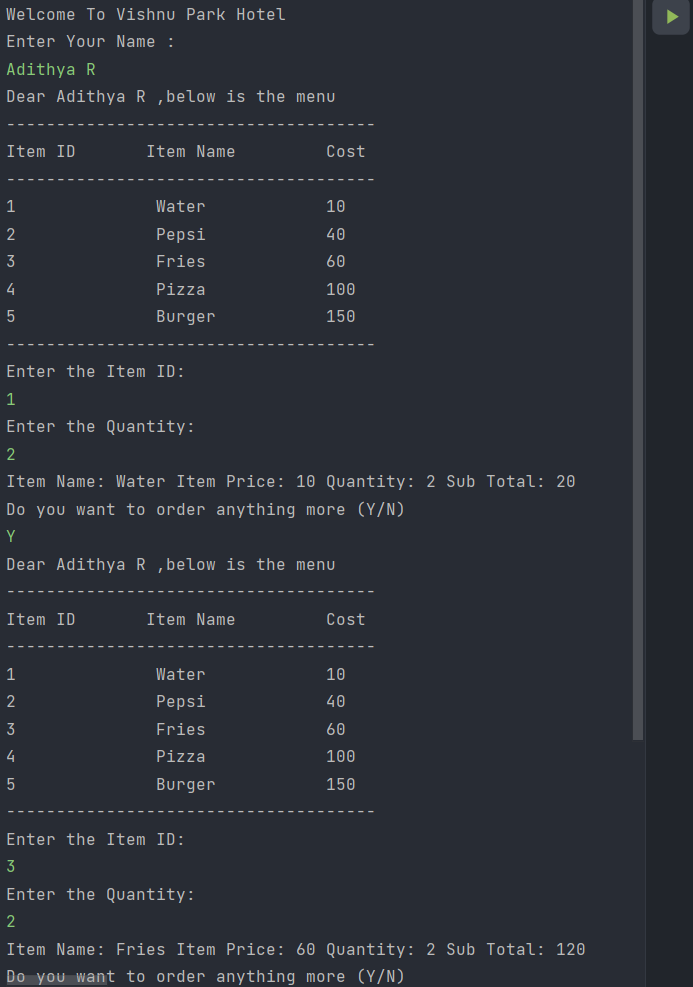 Welcome To Vishnu Park Hotel
Enter Your Name :
Adithya R
Dear Adithya R ,below is the menu
-------------------------------------
Item ID       Item Name         Cost
-------------------------------------
1              Water            10
2              Pepsi            40
3              Fries            60
4              Pizza            100
5              Burger           150
-------------------------------------
Enter the Item ID:
1
Enter the Quantity:
2
Item Name: Water Item Price: 10 Quantity: 2 Sub Total: 20
Do you want to order anything more (Y/N)
Y
Dear Adithya R ,below is the menu
-------------------------------------
Item ID       Item Name         Cost
-------------------------------------
1              Water            10
2              Pepsi            40
3              Fries            60
4              Pizza            100
5              Burger           150
-------------------------------------
Enter the Item ID:
3
Enter the Quantity:
2
Item Name: Fries Item Price: 60 Quantity: 2 Sub Total: 120
Do you want to order anything more (Y/N)